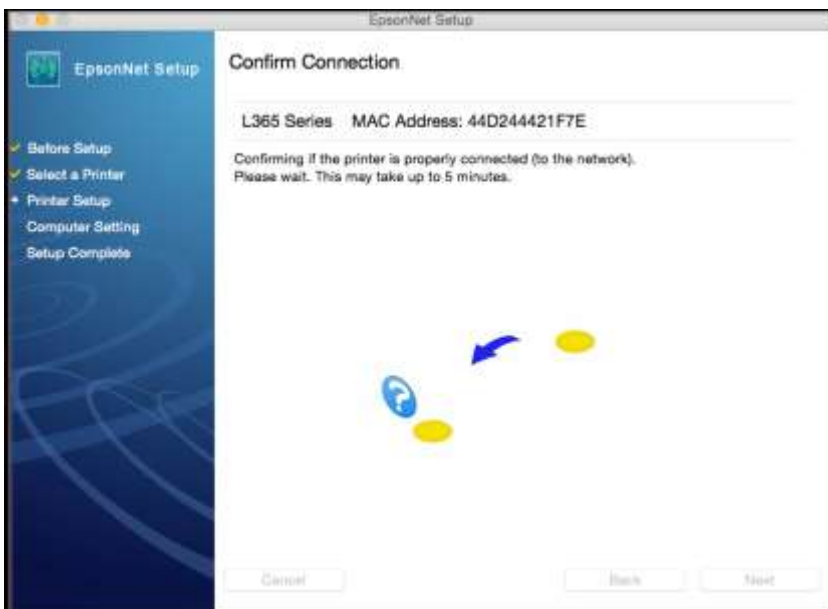 EpsonNet Setup
EpsonNet Setup
Before Setup
Select a Printer
Printer Setup
Computer Setting
Setup Complete
Confirm Connection
L365 Series MAC Address: 44D244421F7E
Confirming if the printer is properly connected (to the network).
Please wait. This may take up to 5 minutes.
?
Cancel
Back
Next